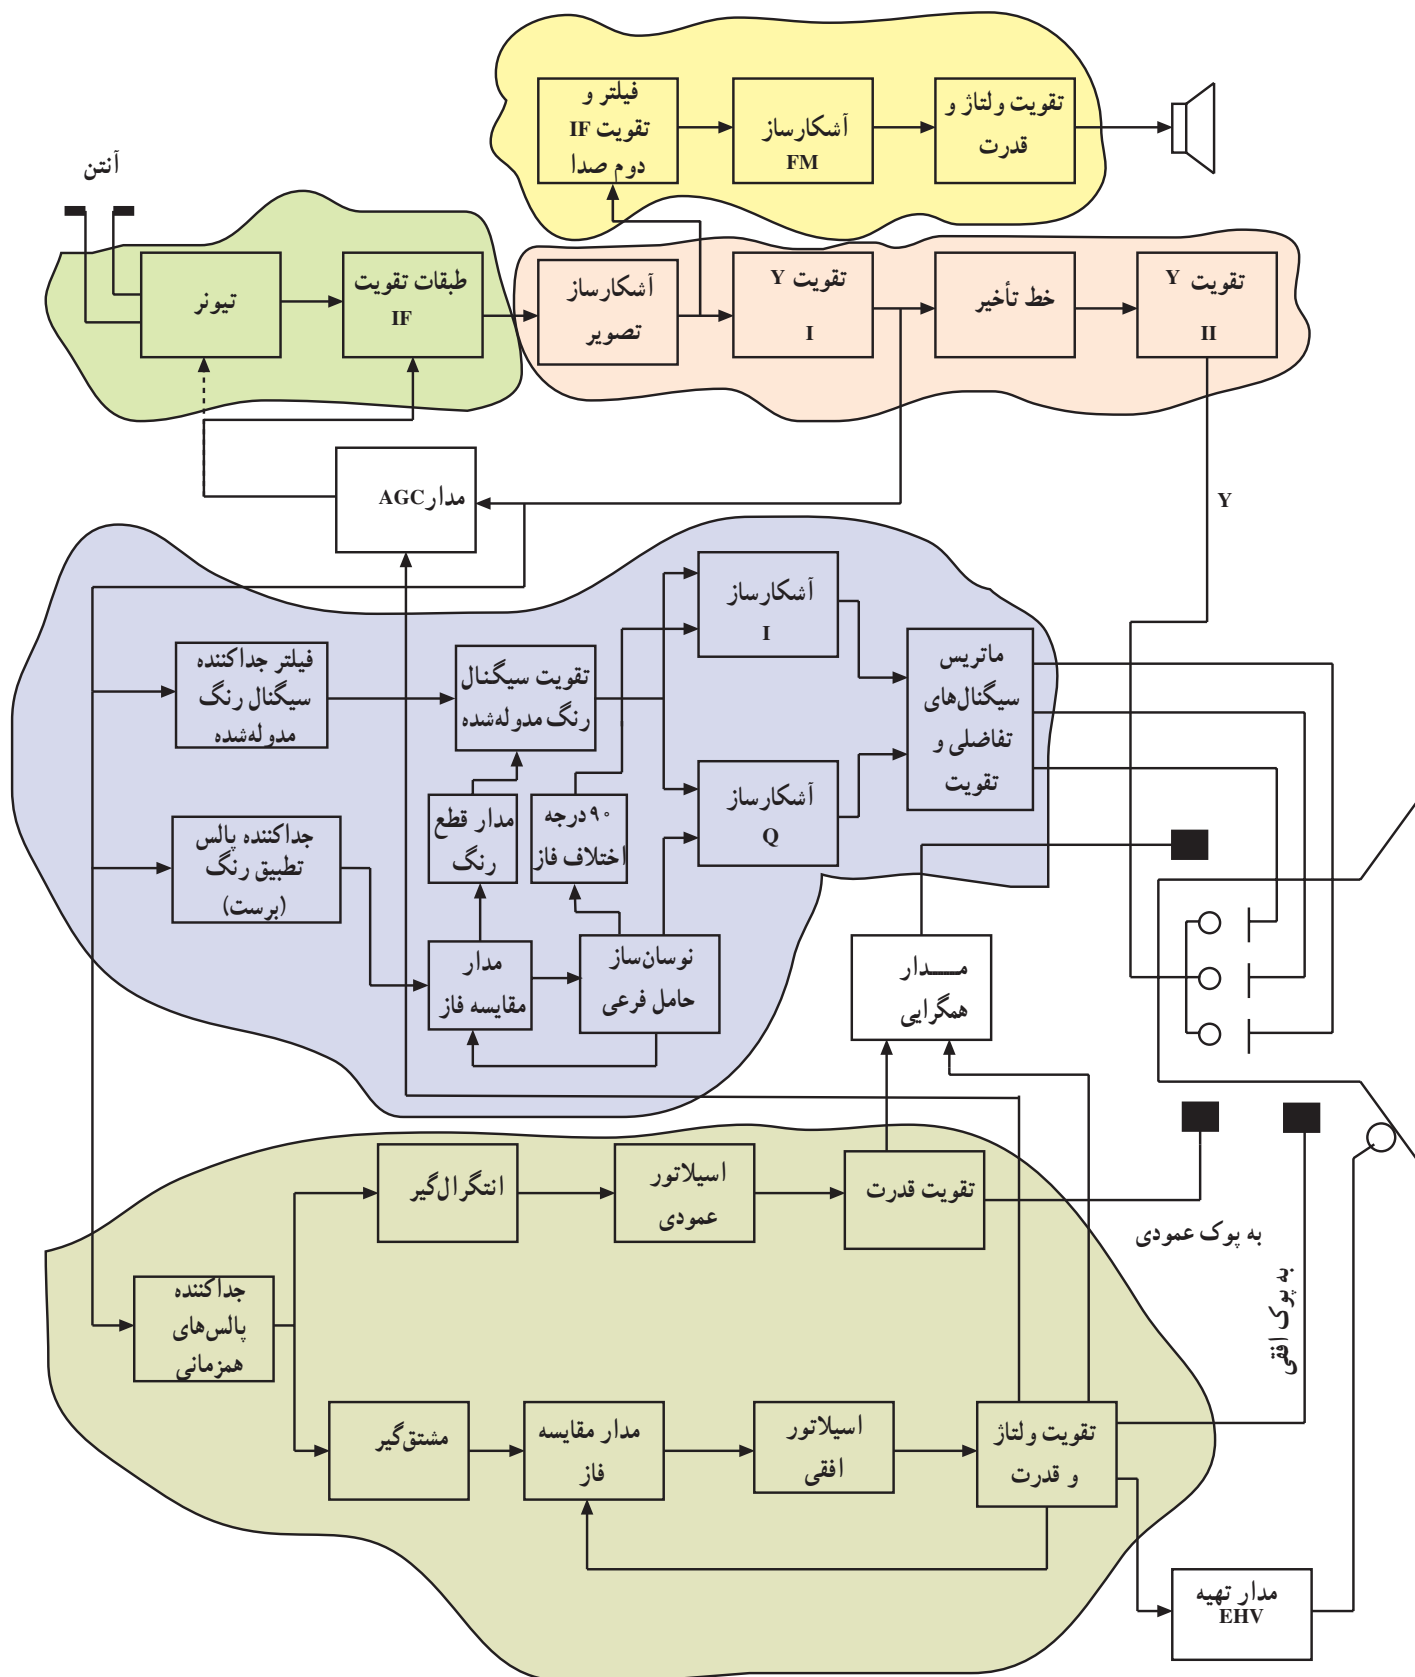 فیلتر و
تقویت IF
دوم صدا
آشکارساز
FM
تقویت ولتاژ و
قدرت
آنتن
تیونر
طبقات تقویت
IF
آشکارساز
تصویر
تقویت Y
I
خط تأخیر
تقویت Y
II
مدار AGC
Y
فیلتر جداکننده
سیگنال رنگ
مدوله‌شده
تقویت سیگنال
رنگ مدوله‌شده
آشکارساز
I
ماتریس
سیگنال‌های
تفاضلی و
تقویت
جداکننده پالس
تطبیق رنگ
(برست)
مدار قطع
رنگ
۹۰ درجه
اختلاف فاز
آشکارساز
Q
مدار
مقایسه فاز
نوسان‌ساز
حامل فرعی
مـــدار
همگرایی
انتگرال‌گیر
اسیلاتور
عمودی
تقویت قدرت
به یوک عمودی
به یوک افقی
جداکننده
پالس‌های
همزمانی
مشتق‌گیر
مدار مقایسه
فاز
اسیلاتور
افقی
تقویت ولتاژ
و قدرت
مدار تهیه
EHV